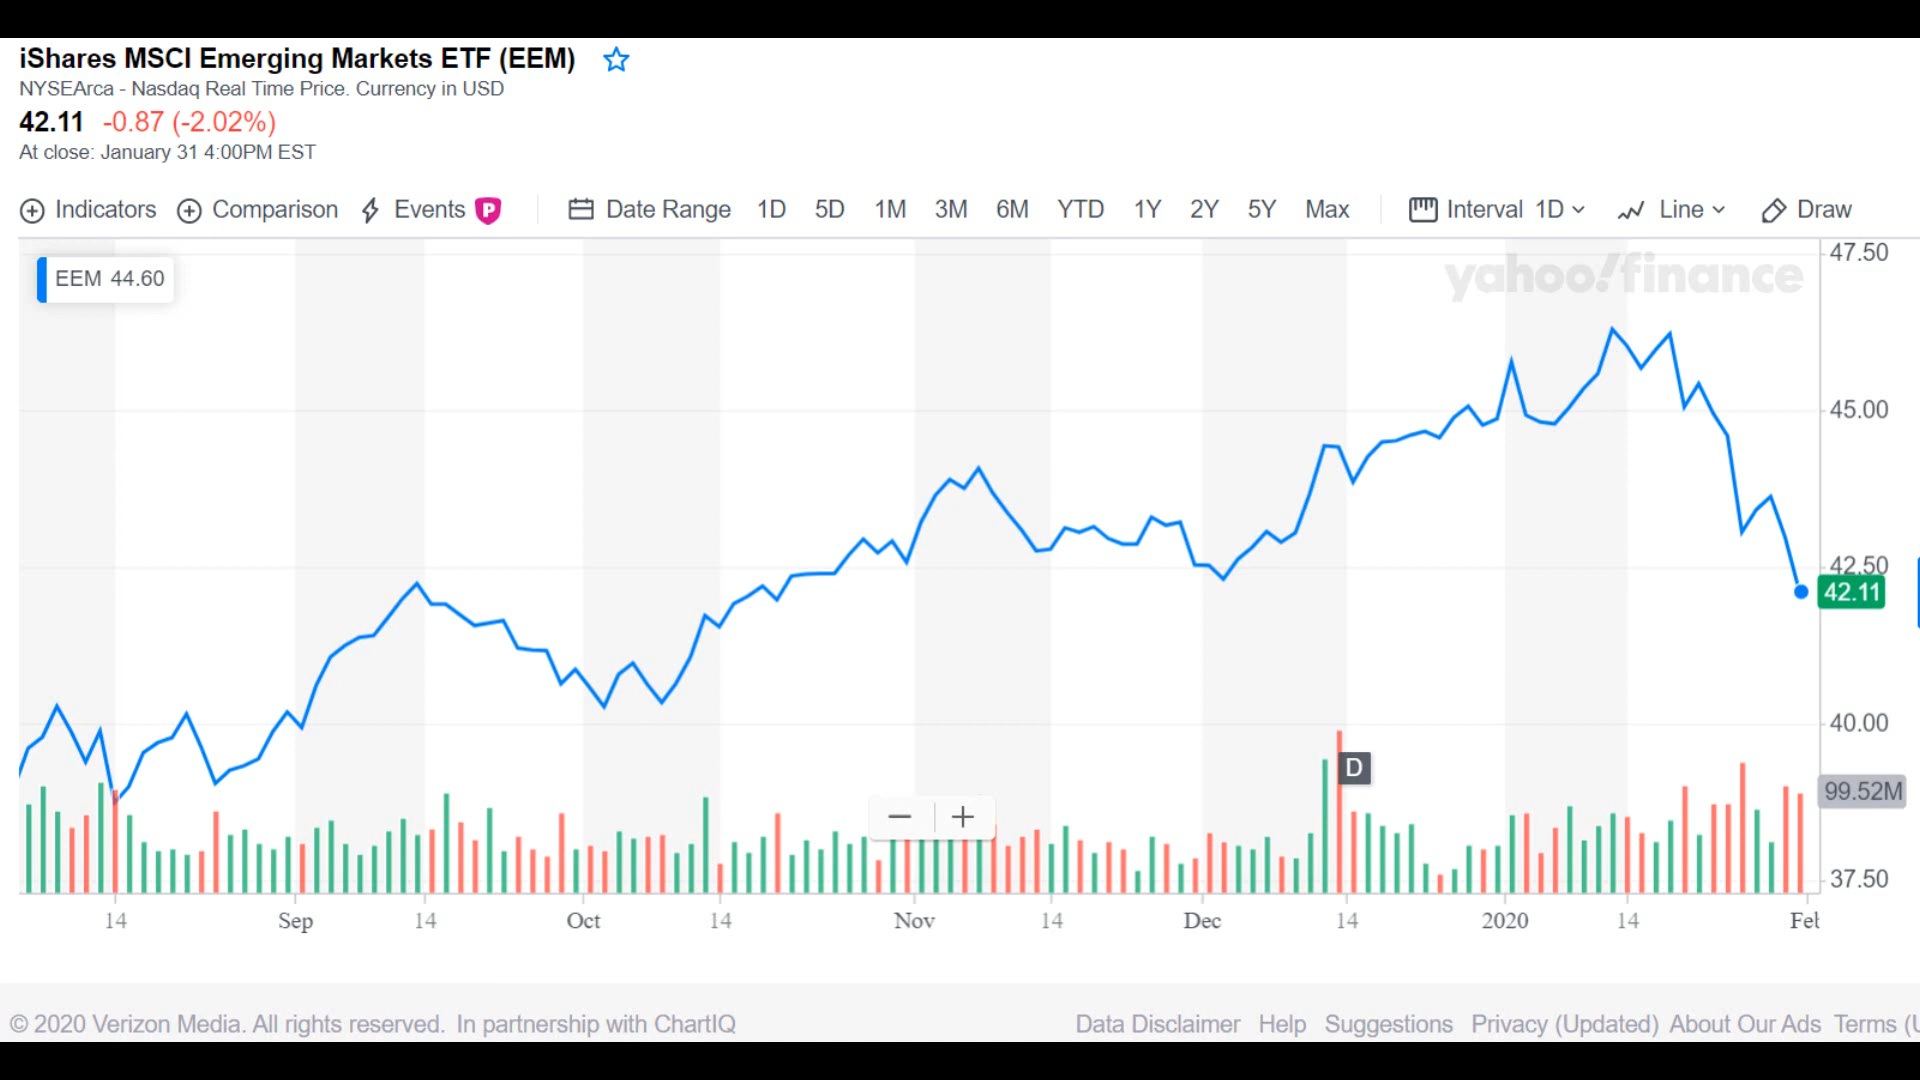 iShares MSCI Emerging Markets ETF (EEM)
NYSEArca - Nasdaq Real Time Price. Currency in USD
42.11 -0.87 (-2.02%)
At close: January 31 4:00PM EST
Indicators Comparison Events P Date Range 1D 5D 1M 3M 6M YTD 1Y 2Y 5Y Max Interval 1D Line Draw
EEM 44.60
yahoo!finance
47.50
45.00
42.50
42.11
40.00
D
99.52M
37.50
14 Sep 14 Oct 14 Nov 14 Dec 14 2020 14 Feb
© 2020 Verizon Media. All rights reserved. In partnership with ChartIQ
Data Disclaimer Help Suggestions Privacy (Updated) About Our Ads Terms (U